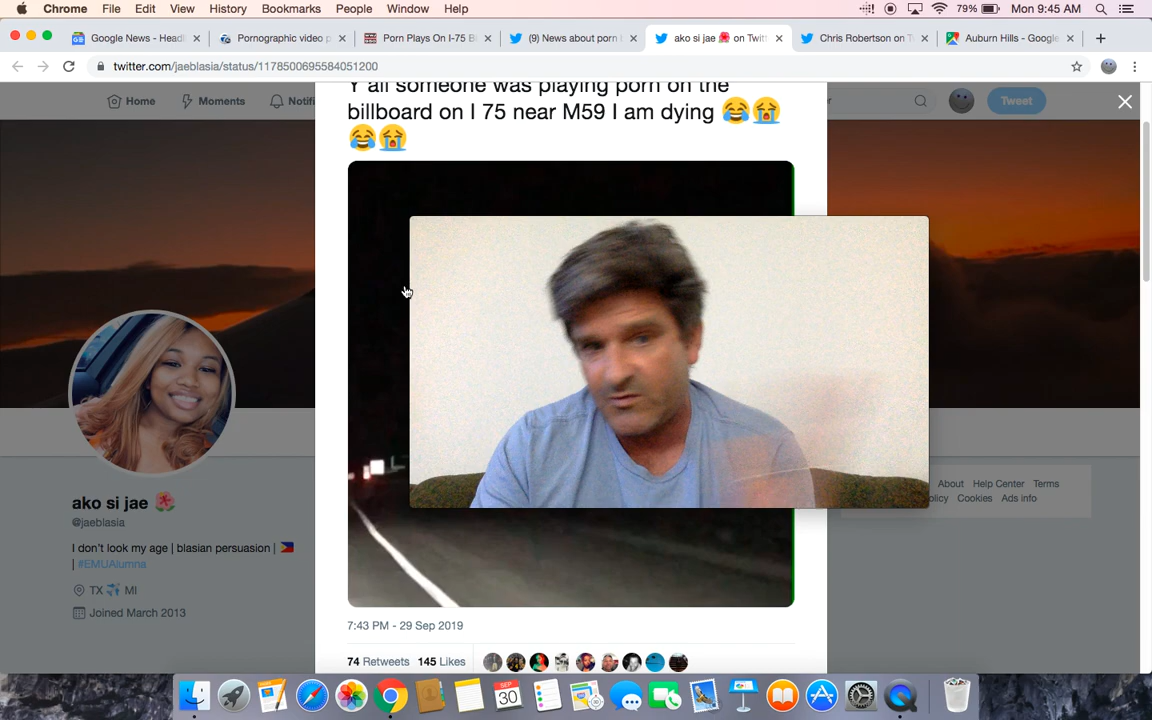 Chrome File Edit View History Bookmarks People Window Help 79% Mon 9:45 AM
Google News - Headl
Pornographic video p
Porn Plays On I-75 Bi
(9) News about porn
ako si jae 🌺 on Twitt
Chris Robertson on T
Auburn Hills - Google
twitter.com/jaeblasia/status/1178500695584051200
Home Moments Notifi
Tweet
Y'all someone was playing porn on the
billboard on I 75 near M59 I am dying 😂😭
😂😭
ako si jae 🌺
@jaeblasia
I don't look my age | blasian persuasion | 🇵🇭
| #EMUAlumna
TX ✈️ MI
Joined March 2013
About Help Center Terms
olicy Cookies Ads info
7:43 PM - 29 Sep 2019
74 Retweets 145 Likes
SEP
30